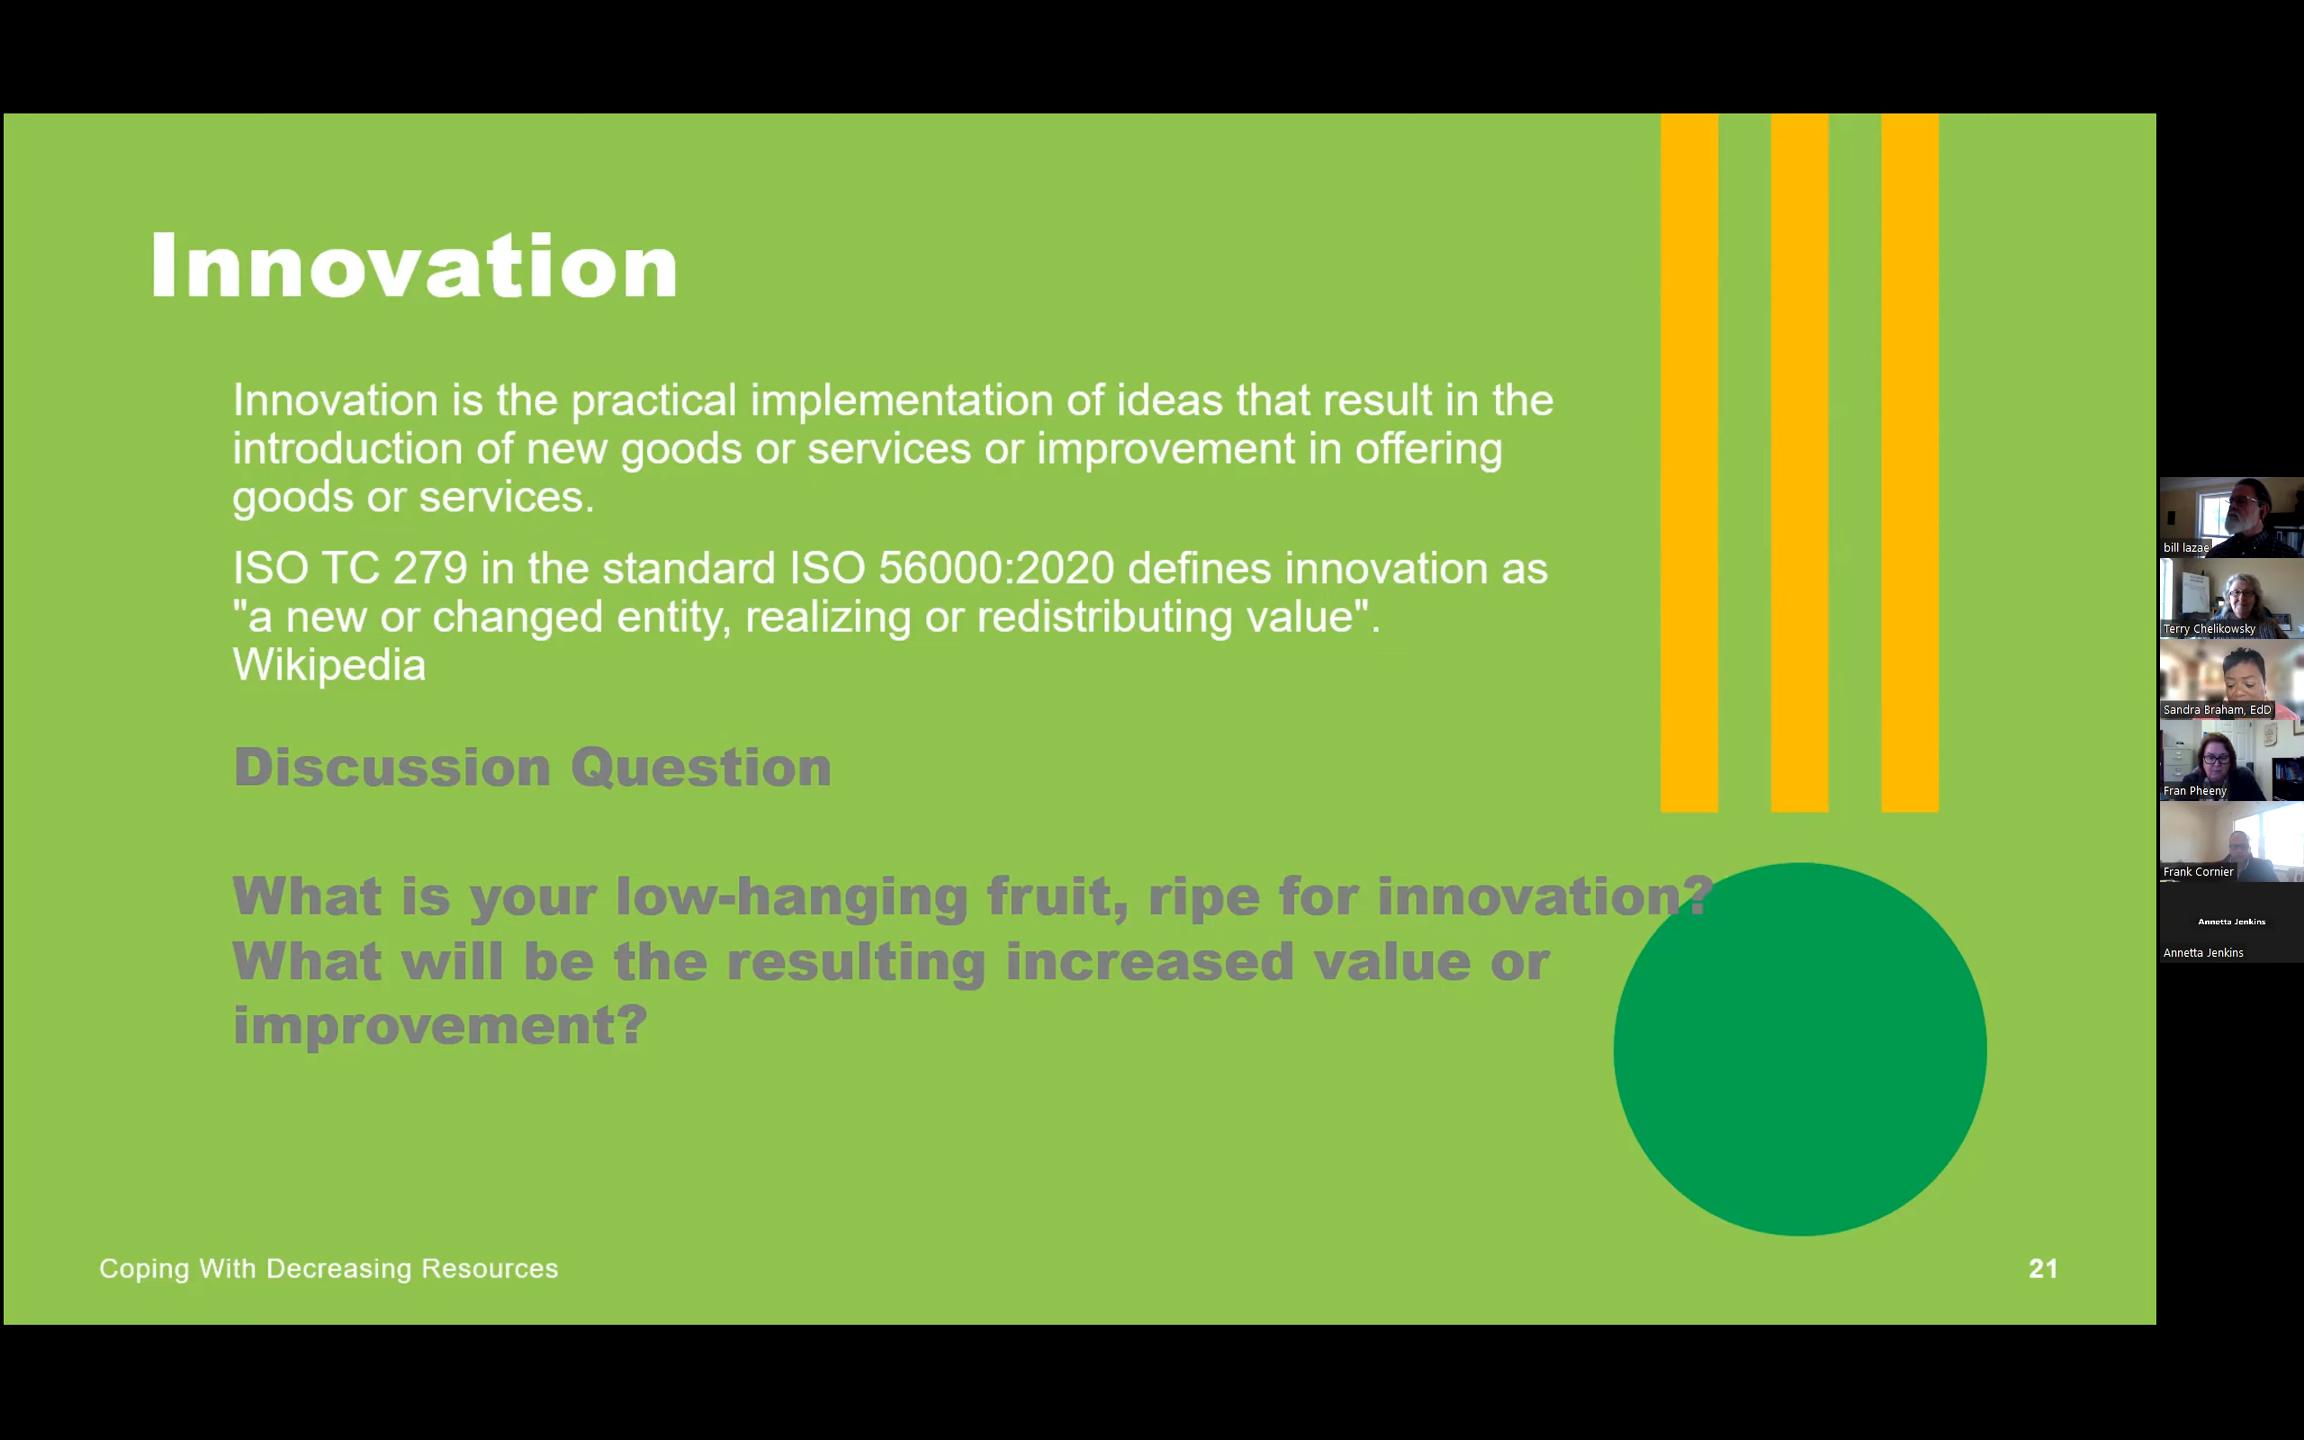 Innovation
Innovation is the practical implementation of ideas that result in the
introduction of new goods or services or improvement in offering
goods or services.
ISO TC 279 in the standard ISO 56000:2020 defines innovation as
"a new or changed entity, realizing or redistributing value".
Wikipedia
Discussion Question
What is your low-hanging fruit, ripe for innovation?
What will be the resulting increased value or
improvement?
Coping With Decreasing Resources
21
bill lazae
Terry Chelikowsky
Sandra Braham, EdD
Fran Pheeny
Frank Cornier
Annetta Jenkins
Annetta Jenkins